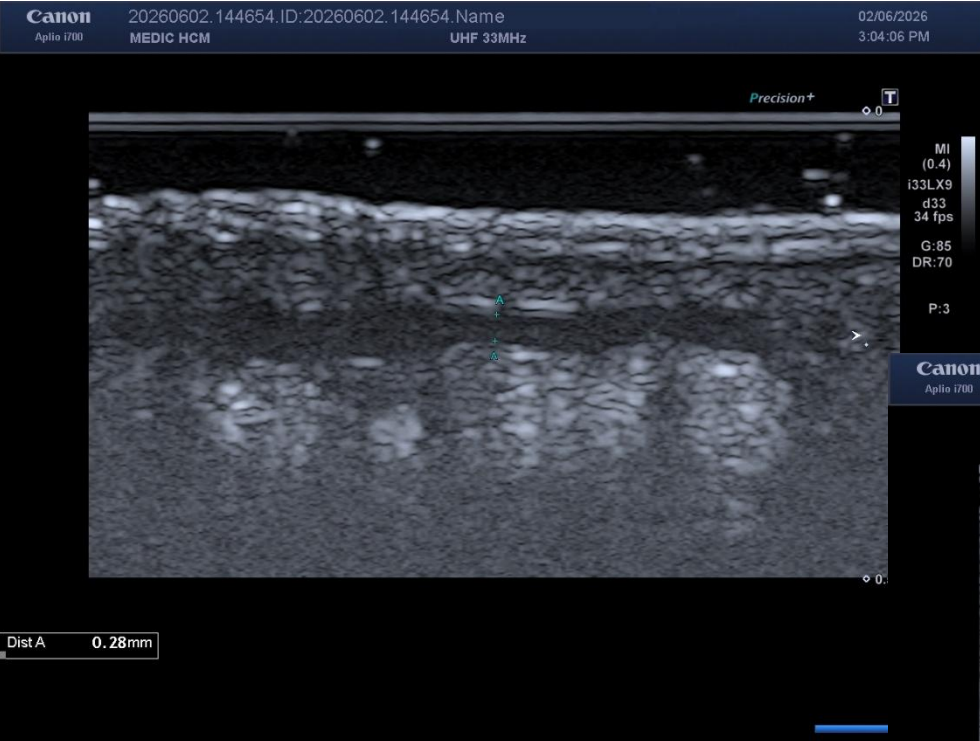 Canon
Aplio i700
20260602.144654.ID:20260602.144654.Name
MEDIC HCM
UHF 33MHz
02/06/2026
3:04:06 PM
Precision+
T
0
MI
(0.4)
i33LX9
d33
34 fps
G:85
DR:70
P:3
A
A
Canon
Aplio i700
0.
Dist A 0.28mm